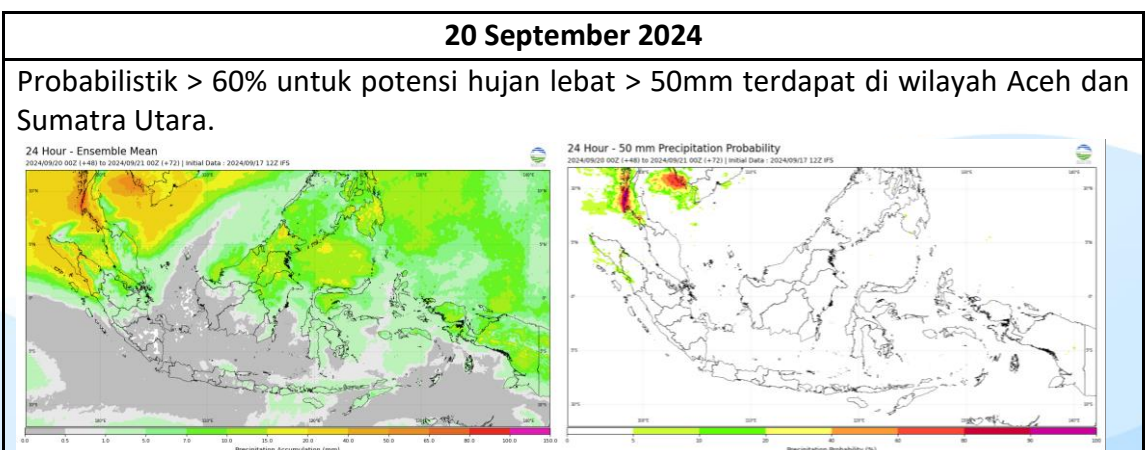 20 September 2024
Probabilistik > 60% untuk potensi hujan lebat > 50mm terdapat di wilayah Aceh dan
Sumatra Utara.
24 Hour - Ensemble Mean
2024/09/20 00Z (+48) to 2024/09/21 00Z (+72) | Initial Data : 2024/09/17 12Z IFS
24 Hour - 50 mm Precipitation Probability
2024/09/20 00Z (+48) to 2024/09/21 00Z (+72) | Initial Data : 2024/09/17 12Z IFS
0.0 0.5 1.0 5.0 7.0 10.0 15.0 20.0 40.0 50.0 65.0 80.0 100.0 150.0
Precipitation Accumulation (mm)
0 5 10 20 30 40 60 80 90 100
Precipitation Probability (%)